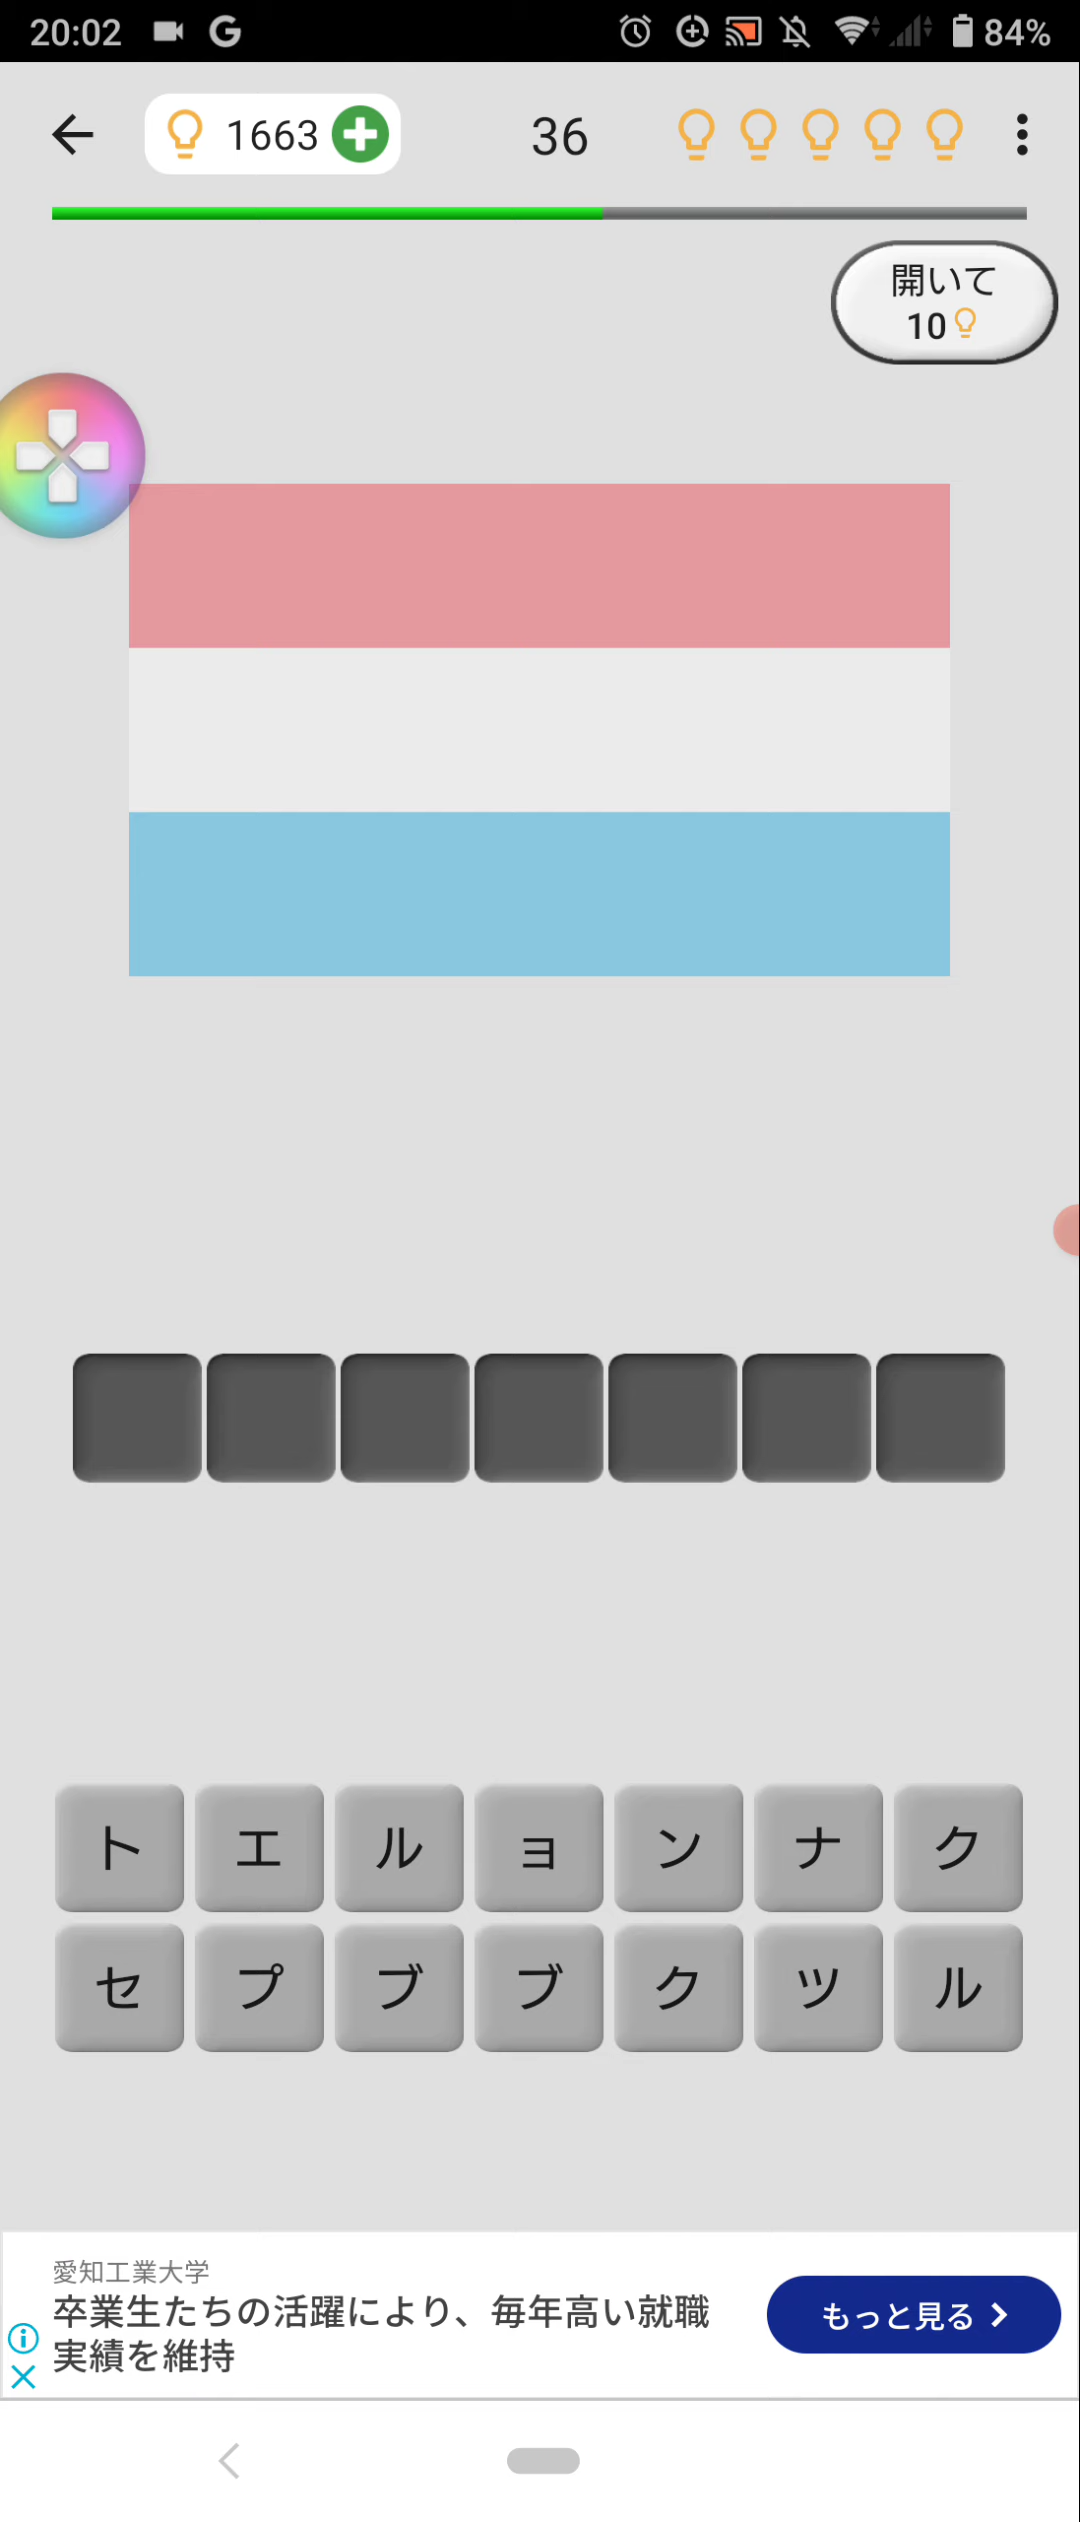 20:02
84%
1663
36
開いて
10
ト エ ル ョ ン ナ ク
セ プ ブ ブ ク ツ ル
愛知工業大学
卒業生たちの活躍により、毎年高い就職
実績を維持
もっと見る